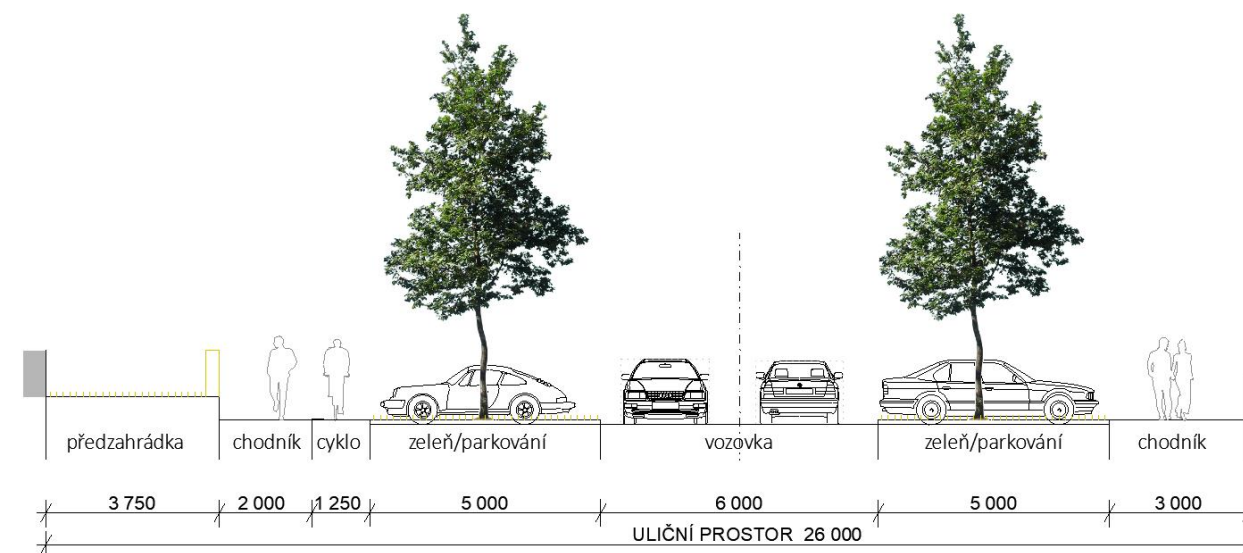 předzahrádka chodník cyklo zeleň/parkování vozovka zeleň/parkování chodník
3 750 2 000 1 250 5 000 6 000 5 000 3 000
ULIČNÍ PROSTOR 26 000